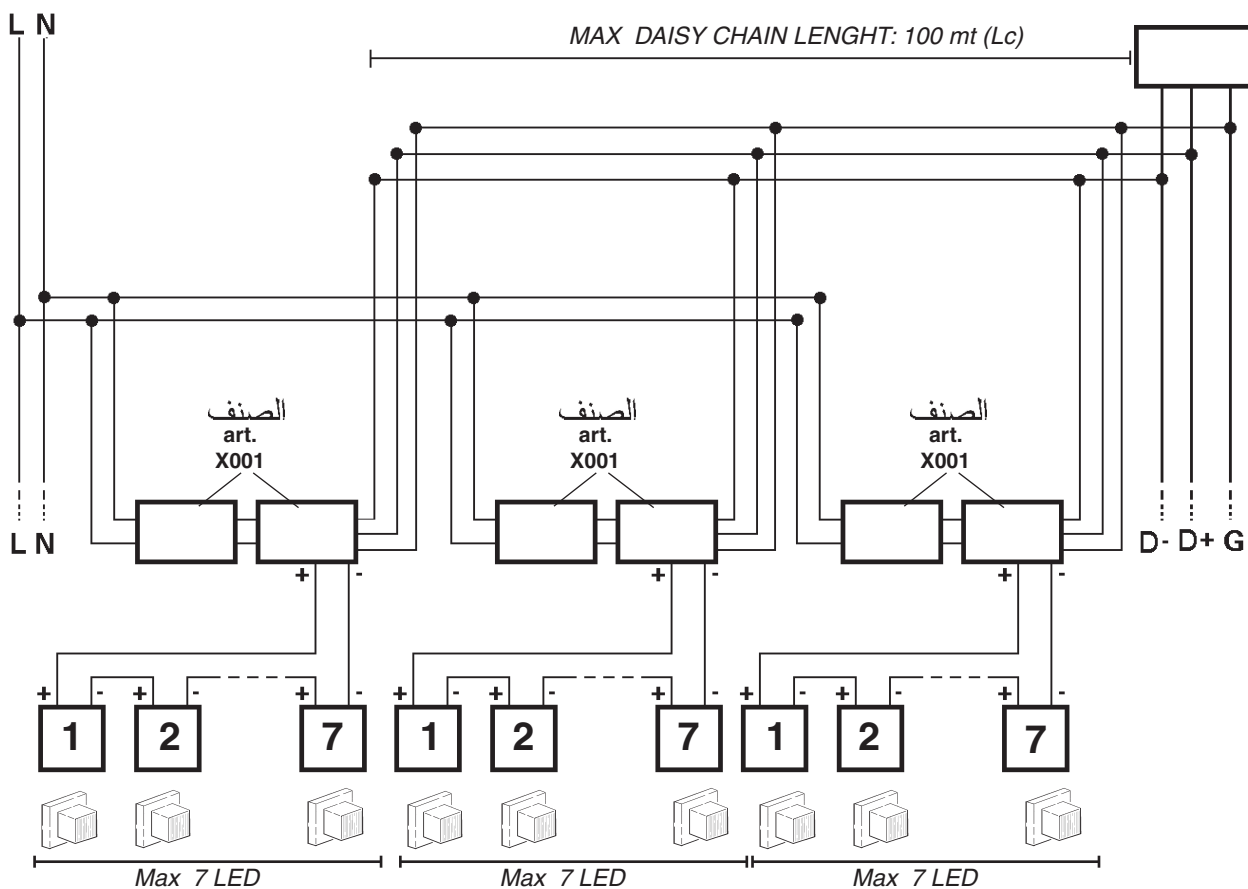 L N
MAX DAISY CHAIN LENGHT: 100 mt (Lc)
الصنف
art.
X001
الصنف
art.
X001
الصنف
art.
X001
L N
D- D+ G
+ -
+ -
+ -
+ - + - + -
+ - + - + -
+ - + - + -
1 2 7
1 2 7
1 2 7
Max 7 LED
Max 7 LED
Max 7 LED